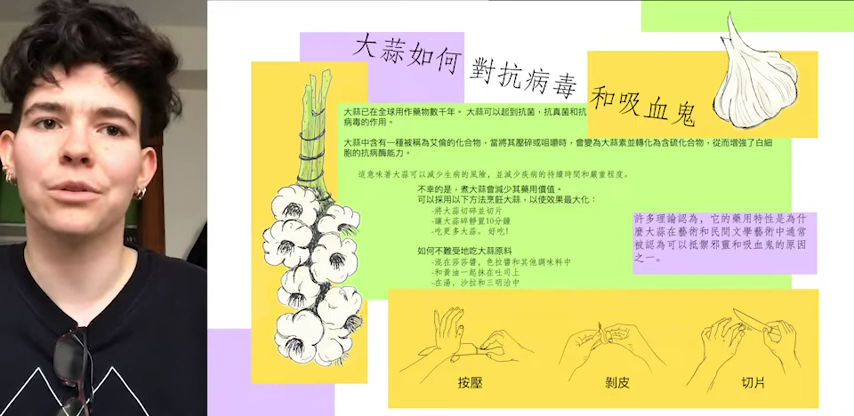 大蒜如何 對抗病毒 和吸血鬼
大蒜已在全球用作藥物數千年。 大蒜可以起到抗菌，抗真菌和抗
病毒的作用。
大蒜中含有一種被稱為艾倫的化合物，當將其壓碎或咀嚼時，會變為蒜素並轉化為含硫化合物，從而增強了白細
胞的抗病酶能力。
這意味著大蒜可以減少生病的風險，並減少疾病的持續時間和嚴重程度。
不幸的是，煮大蒜會減少其藥用價值。
可以採用以下方法烹飪大蒜，以使效果最大化：
-將大蒜切碎並切片
-讓大蒜碎靜置10分鐘
-吃更多大蒜。 好吃！
如何不難受地吃大蒜原料
-混在莎莎醬，色拉醬和其他調味料中
-和黃油一起抹在吐司上
-在湯，沙拉和三明治中
許多理論認為，它的藥用特性是為什
麼大蒜在藝術和民間文學藝術中通常
被認為可以抵禦邪靈和吸血鬼的原因
之一。
按壓
剝皮
切片